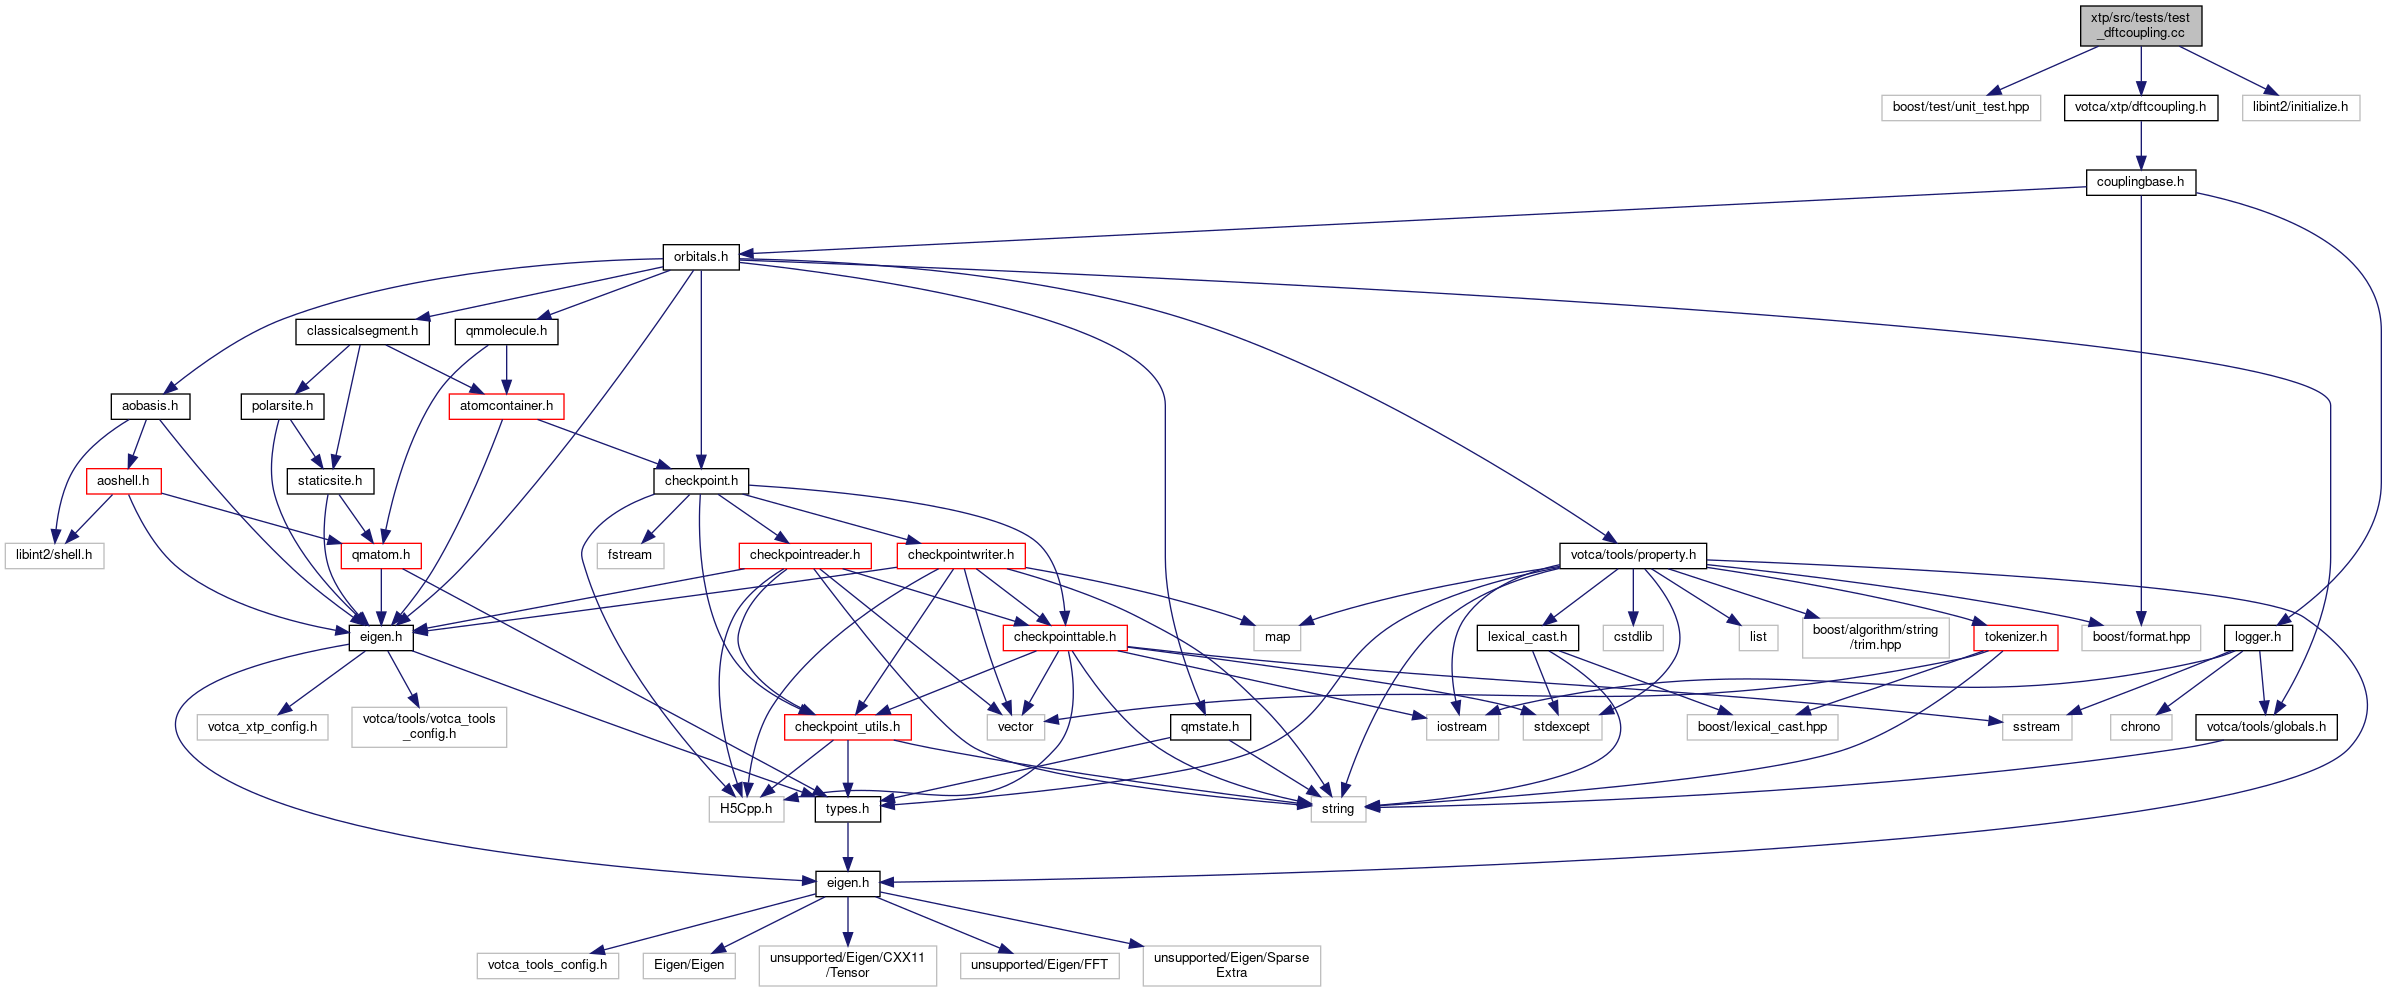 xtp/src/tests/test
_dftcoupling.cc
boost/test/unit_test.hpp
votca/xtp/dftcoupling.h
libint2/initialize.h
couplingbase.h
orbitals.h
classicalsegment.h
qmmolecule.h
aobasis.h
polarsite.h
atomcontainer.h
aoshell.h
staticsite.h
checkpoint.h
libint2/shell.h
qmatom.h
fstream
checkpointreader.h
checkpointwriter.h
votca/tools/property.h
eigen.h
checkpointtable.h
map
lexical_cast.h
cstdlib
list
boost/algorithm/string
/trim.hpp
tokenizer.h
boost/format.hpp
logger.h
votca_xtp_config.h
votca/tools/votca_tools
_config.h
checkpoint_utils.h
vector
qmstate.h
iostream
stdexcept
boost/lexical_cast.hpp
sstream
chrono
votca/tools/globals.h
H5Cpp.h
types.h
string
eigen.h
votca_tools_config.h
Eigen/Eigen
unsupported/Eigen/CXX11
/Tensor
unsupported/Eigen/FFT
unsupported/Eigen/Sparse
Extra